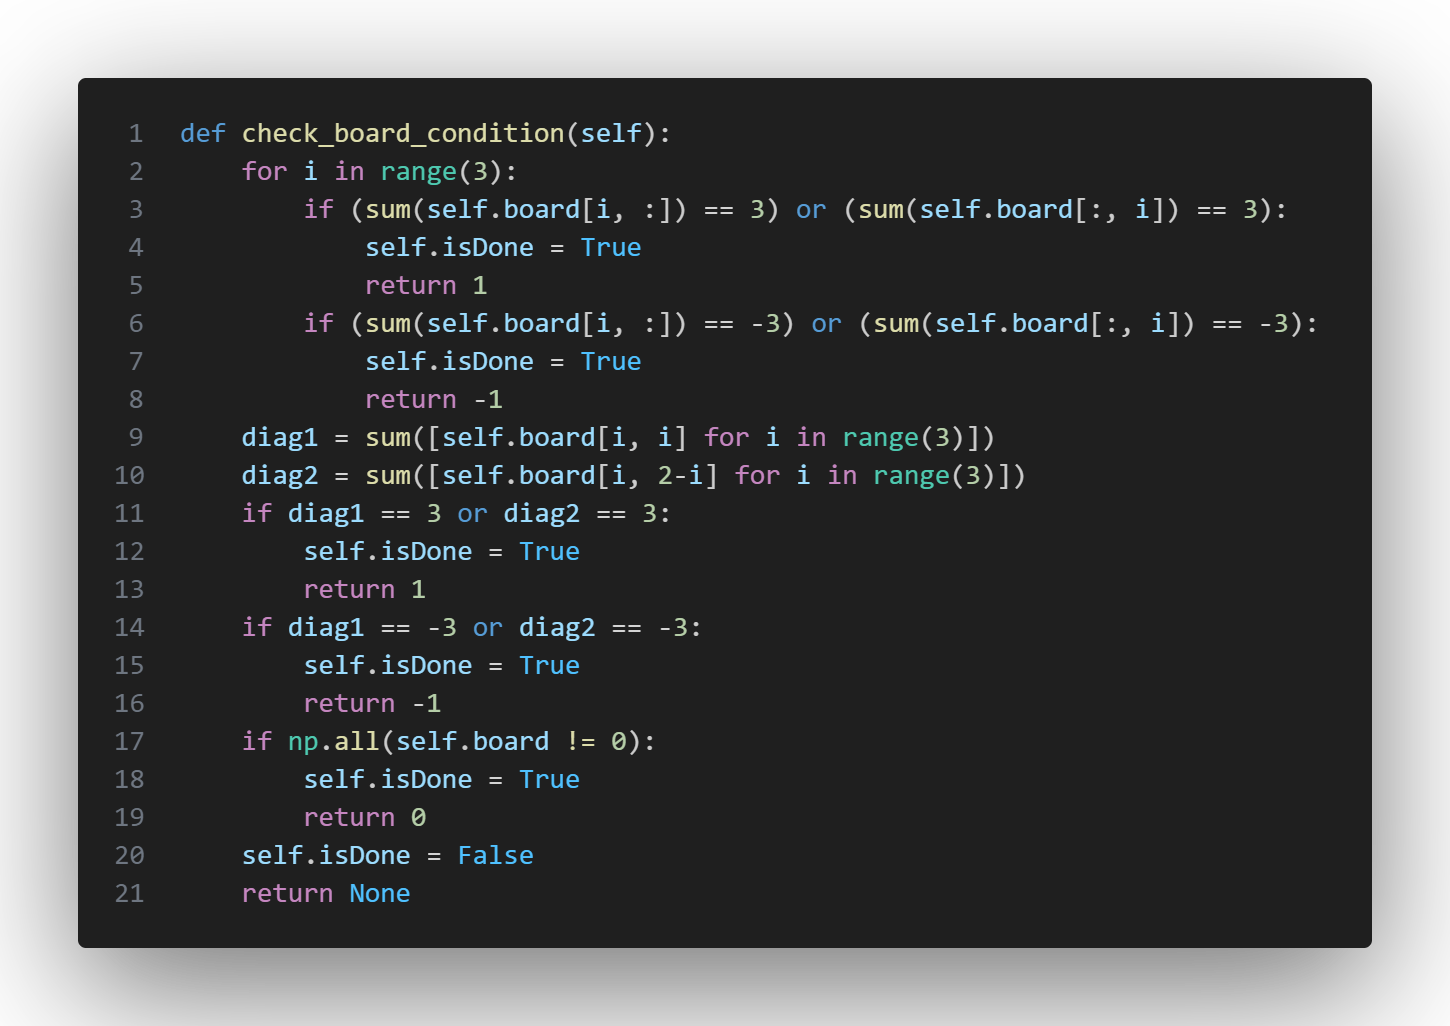 1 def check_board_condition(self):
2     for i in range(3):
3         if (sum(self.board[i, :]) == 3) or (sum(self.board[:, i]) == 3):
4             self.isDone = True
5             return 1
6         if (sum(self.board[i, :]) == -3) or (sum(self.board[:, i]) == -3):
7             self.isDone = True
8             return -1
9     diag1 = sum([self.board[i, i] for i in range(3)])
10     diag2 = sum([self.board[i, 2-i] for i in range(3)])
11     if diag1 == 3 or diag2 == 3:
12         self.isDone = True
13         return 1
14     if diag1 == -3 or diag2 == -3:
15         self.isDone = True
16         return -1
17     if np.all(self.board != 0):
18         self.isDone = True
19         return 0
20     self.isDone = False
21     return None